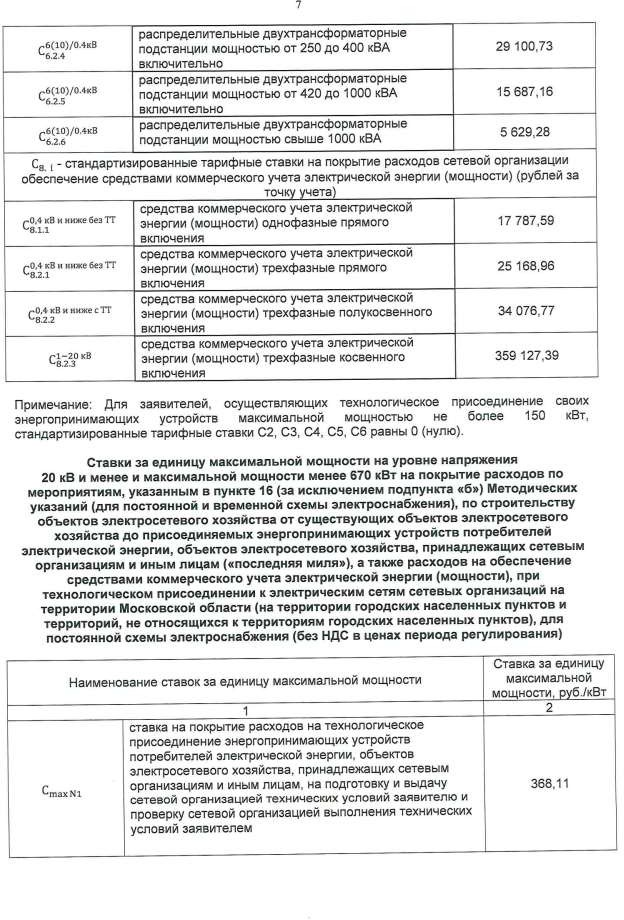 7
C6(10)/0.4кВ 6.2.4
распределительные двухтрансформаторные
подстанции мощностью от 250 до 400 кВА
включительно
29 100,73
C6(10)/0.4кВ 6.2.5
распределительные двухтрансформаторные
подстанции мощностью от 420 до 1000 кВА
включительно
15 687,16
C6(10)/0.4кВ 6.2.6
распределительные двухтрансформаторные
подстанции мощностью свыше 1000 кВА
5 629,28
C8. i - стандартизированные тарифные ставки на покрытие расходов сетевой организации
обеспечение средствами коммерческого учета электрической энергии (мощности) (рублей за
точку учета)
C0,4 кВ и ниже без ТТ 8.1.1
средства коммерческого учета электрической
энергии (мощности) однофазные прямого
включения
17 787,59
C0,4 кВ и ниже без ТТ 8.2.1
средства коммерческого учета электрической
энергии (мощности) трехфазные прямого
включения
25 168,96
C0,4 кВ и ниже с ТТ 8.2.2
средства коммерческого учета электрической
энергии (мощности) трехфазные полукосвенного
включения
34 076,77
C1−20 кВ 8.2.3
средства коммерческого учета электрической
энергии (мощности) трехфазные косвенного
включения
359 127,39
Примечание: Для заявителей, осуществляющих технологическое присоединение своих
энергопринимающих устройств максимальной мощностью не более 150 кВт,
стандартизированные тарифные ставки С2, С3, С4, С5, С6 равны 0 (нулю).
Ставки за единицу максимальной мощности на уровне напряжения
20 кВ и менее и максимальной мощности менее 670 кВт на покрытие расходов по
мероприятиям, указанным в пункте 16 (за исключением подпункта «б») Методических
указаний (для постоянной и временной схемы электроснабжения), по строительству
объектов электросетевого хозяйства от существующих объектов электросетевого
хозяйства до присоединяемых энергопринимающих устройств потребителей
электрической энергии, объектов электросетевого хозяйства, принадлежащих сетевым
организациям и иным лицам («последняя миля»), а также расходов на обеспечение
средствами коммерческого учета электрической энергии (мощности), при
технологическом присоединении к электрическим сетям сетевых организаций на
территории Московской области (на территории городских населенных пунктов и
территорий, не относящихся к территориям городских населенных пунктов), для
постоянной схемы электроснабжения (без НДС в ценах периода регулирования)
Наименование ставок за единицу максимальной мощности
Ставка за единицу
максимальной
мощности, руб./кВт
1
2
Cmax N1
ставка на покрытие расходов на технологическое
присоединение энергопринимающих устройств
потребителей электрической энергии, объектов
электросетевого хозяйства, принадлежащих сетевым
организациям и иным лицам, на подготовку и выдачу
сетевой организацией технических условий заявителю и
проверку сетевой организацией выполнения технических
условий заявителем
368,11